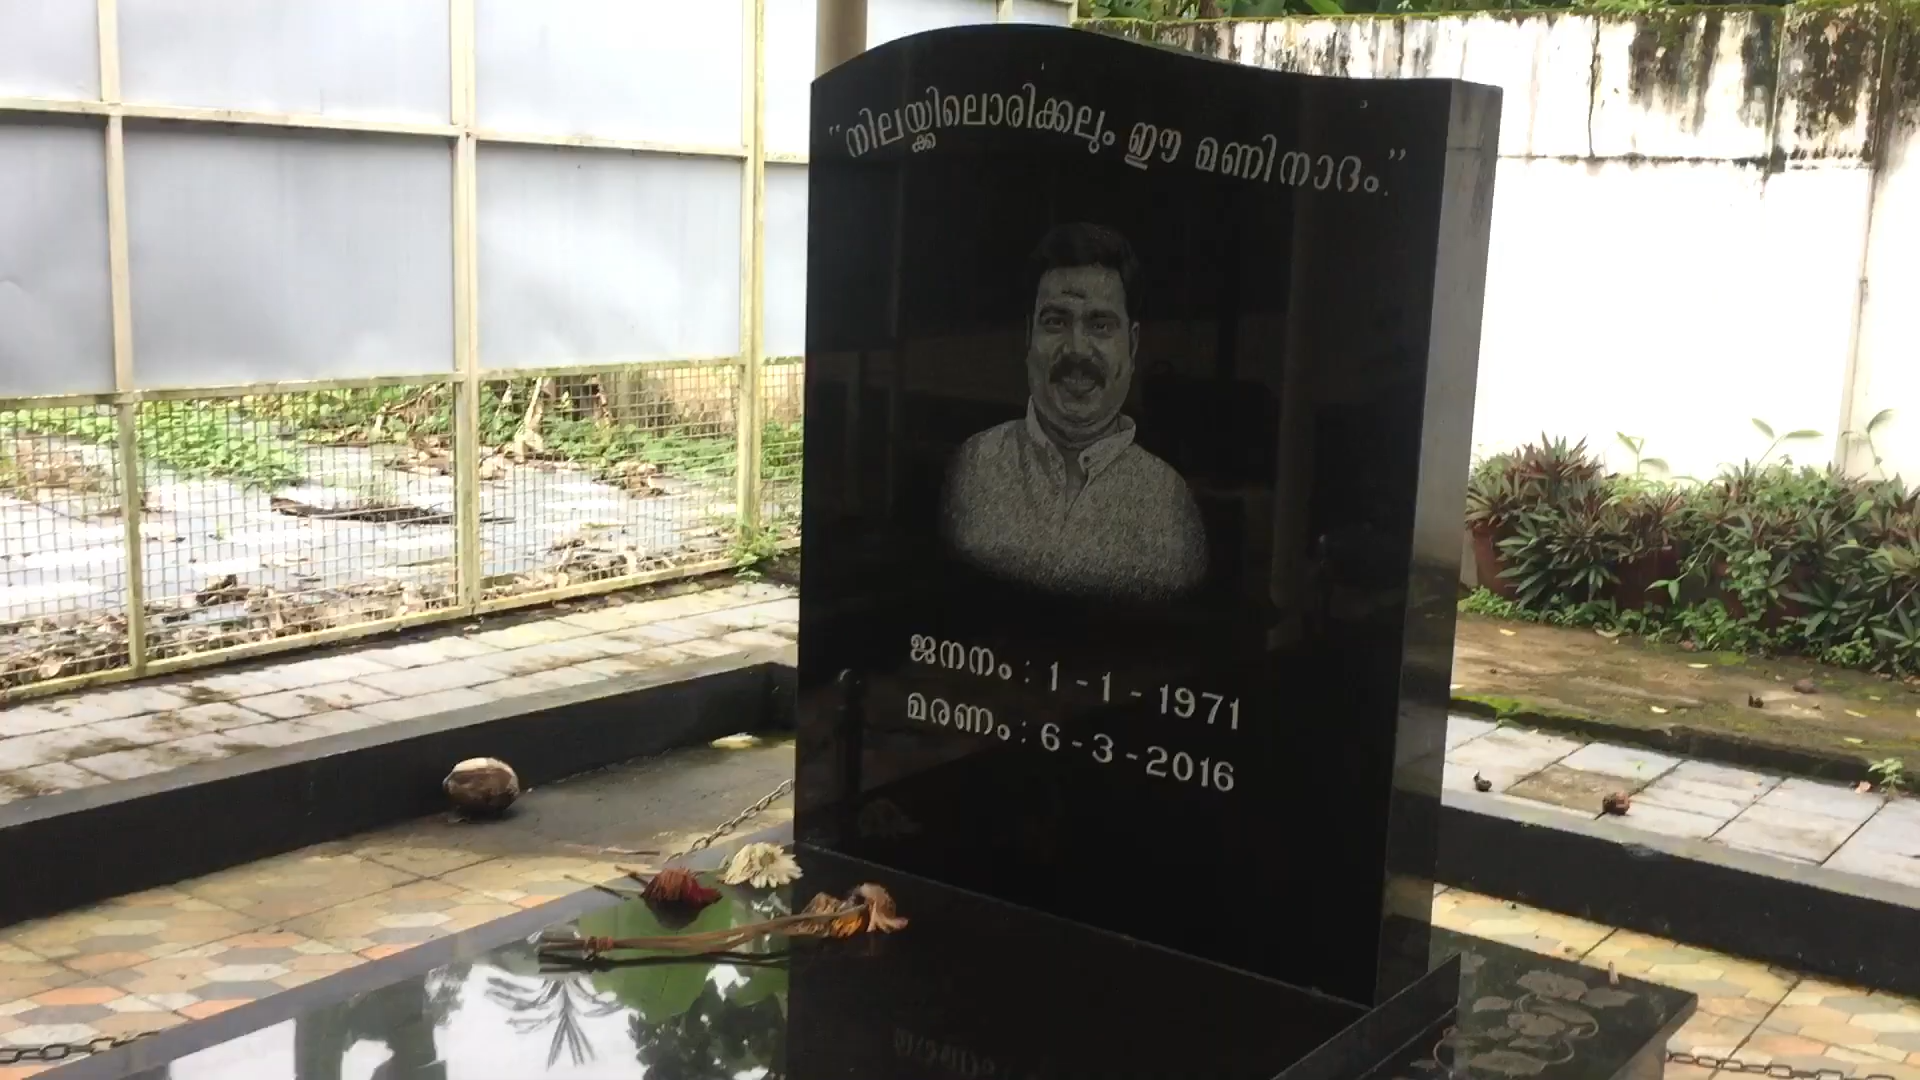 “നിലയ്ക്കിലൊരിക്കലും ഈ മണിനാദം.”
ജനനം : 1 - 1 - 1971
മരണം : 6 - 3 - 2016